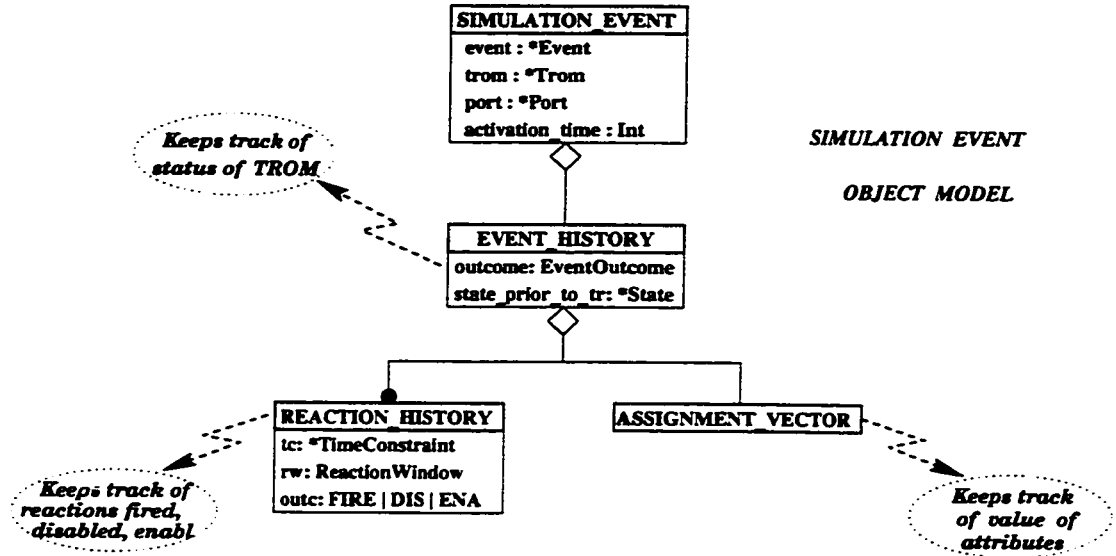 SIMULATION_EVENT
event : *Event
trom : *Trom
port : *Port
activation_time : Int
Keeps track of
status of TROM
SIMULATION EVENT
OBJECT MODEL
EVENT_HISTORY
outcome: EventOutcome
state_prior_to_tr: *State
REACTION_HISTORY
tc: *TimeConstraint
rw: ReactionWindow
outc: FIRE | DIS | ENA
ASSIGNMENT_VECTOR
Keeps track of
reactions fired,
disabled, enabl
Keeps track
of value of
attributes